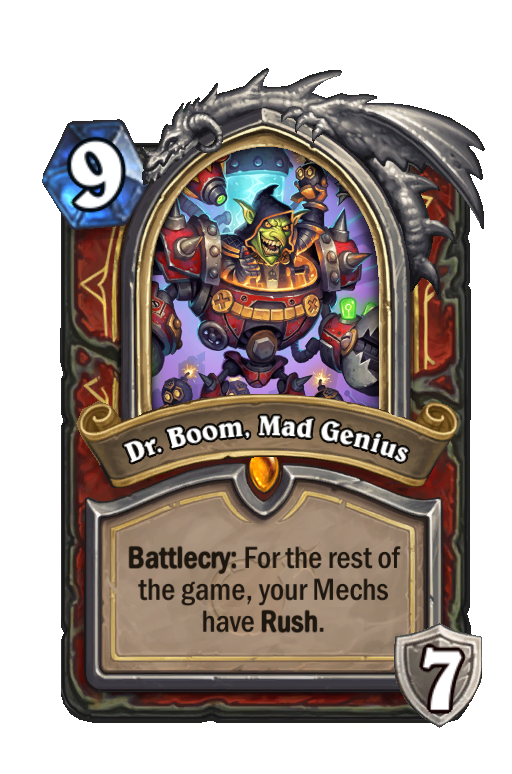 9
Dr. Boom, Mad Genius
Battlecry: For the rest of
the game, your Mechs
have Rush.
7